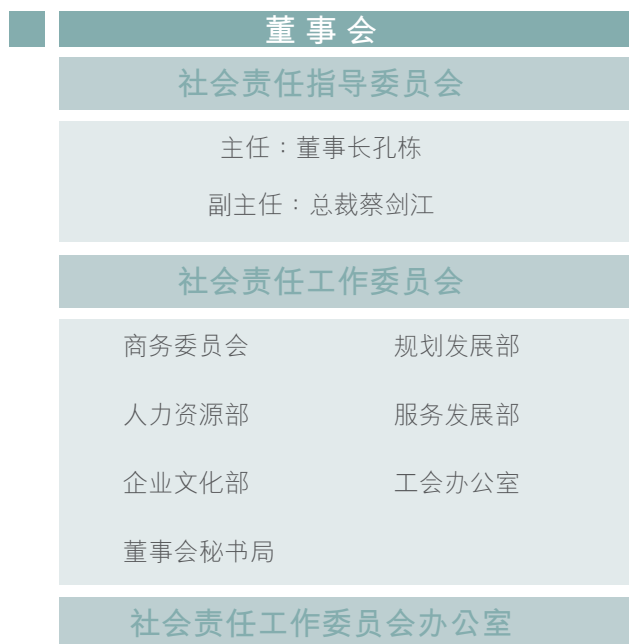 董事会
社会责任指导委员会
主任：董事长孔栋
副主任：总裁蔡剑江
社会责任工作委员会
商务委员会 规划发展部
人力资源部 服务发展部
企业文化部 工会办公室
董事会秘书局
社会责任工作委员会办公室